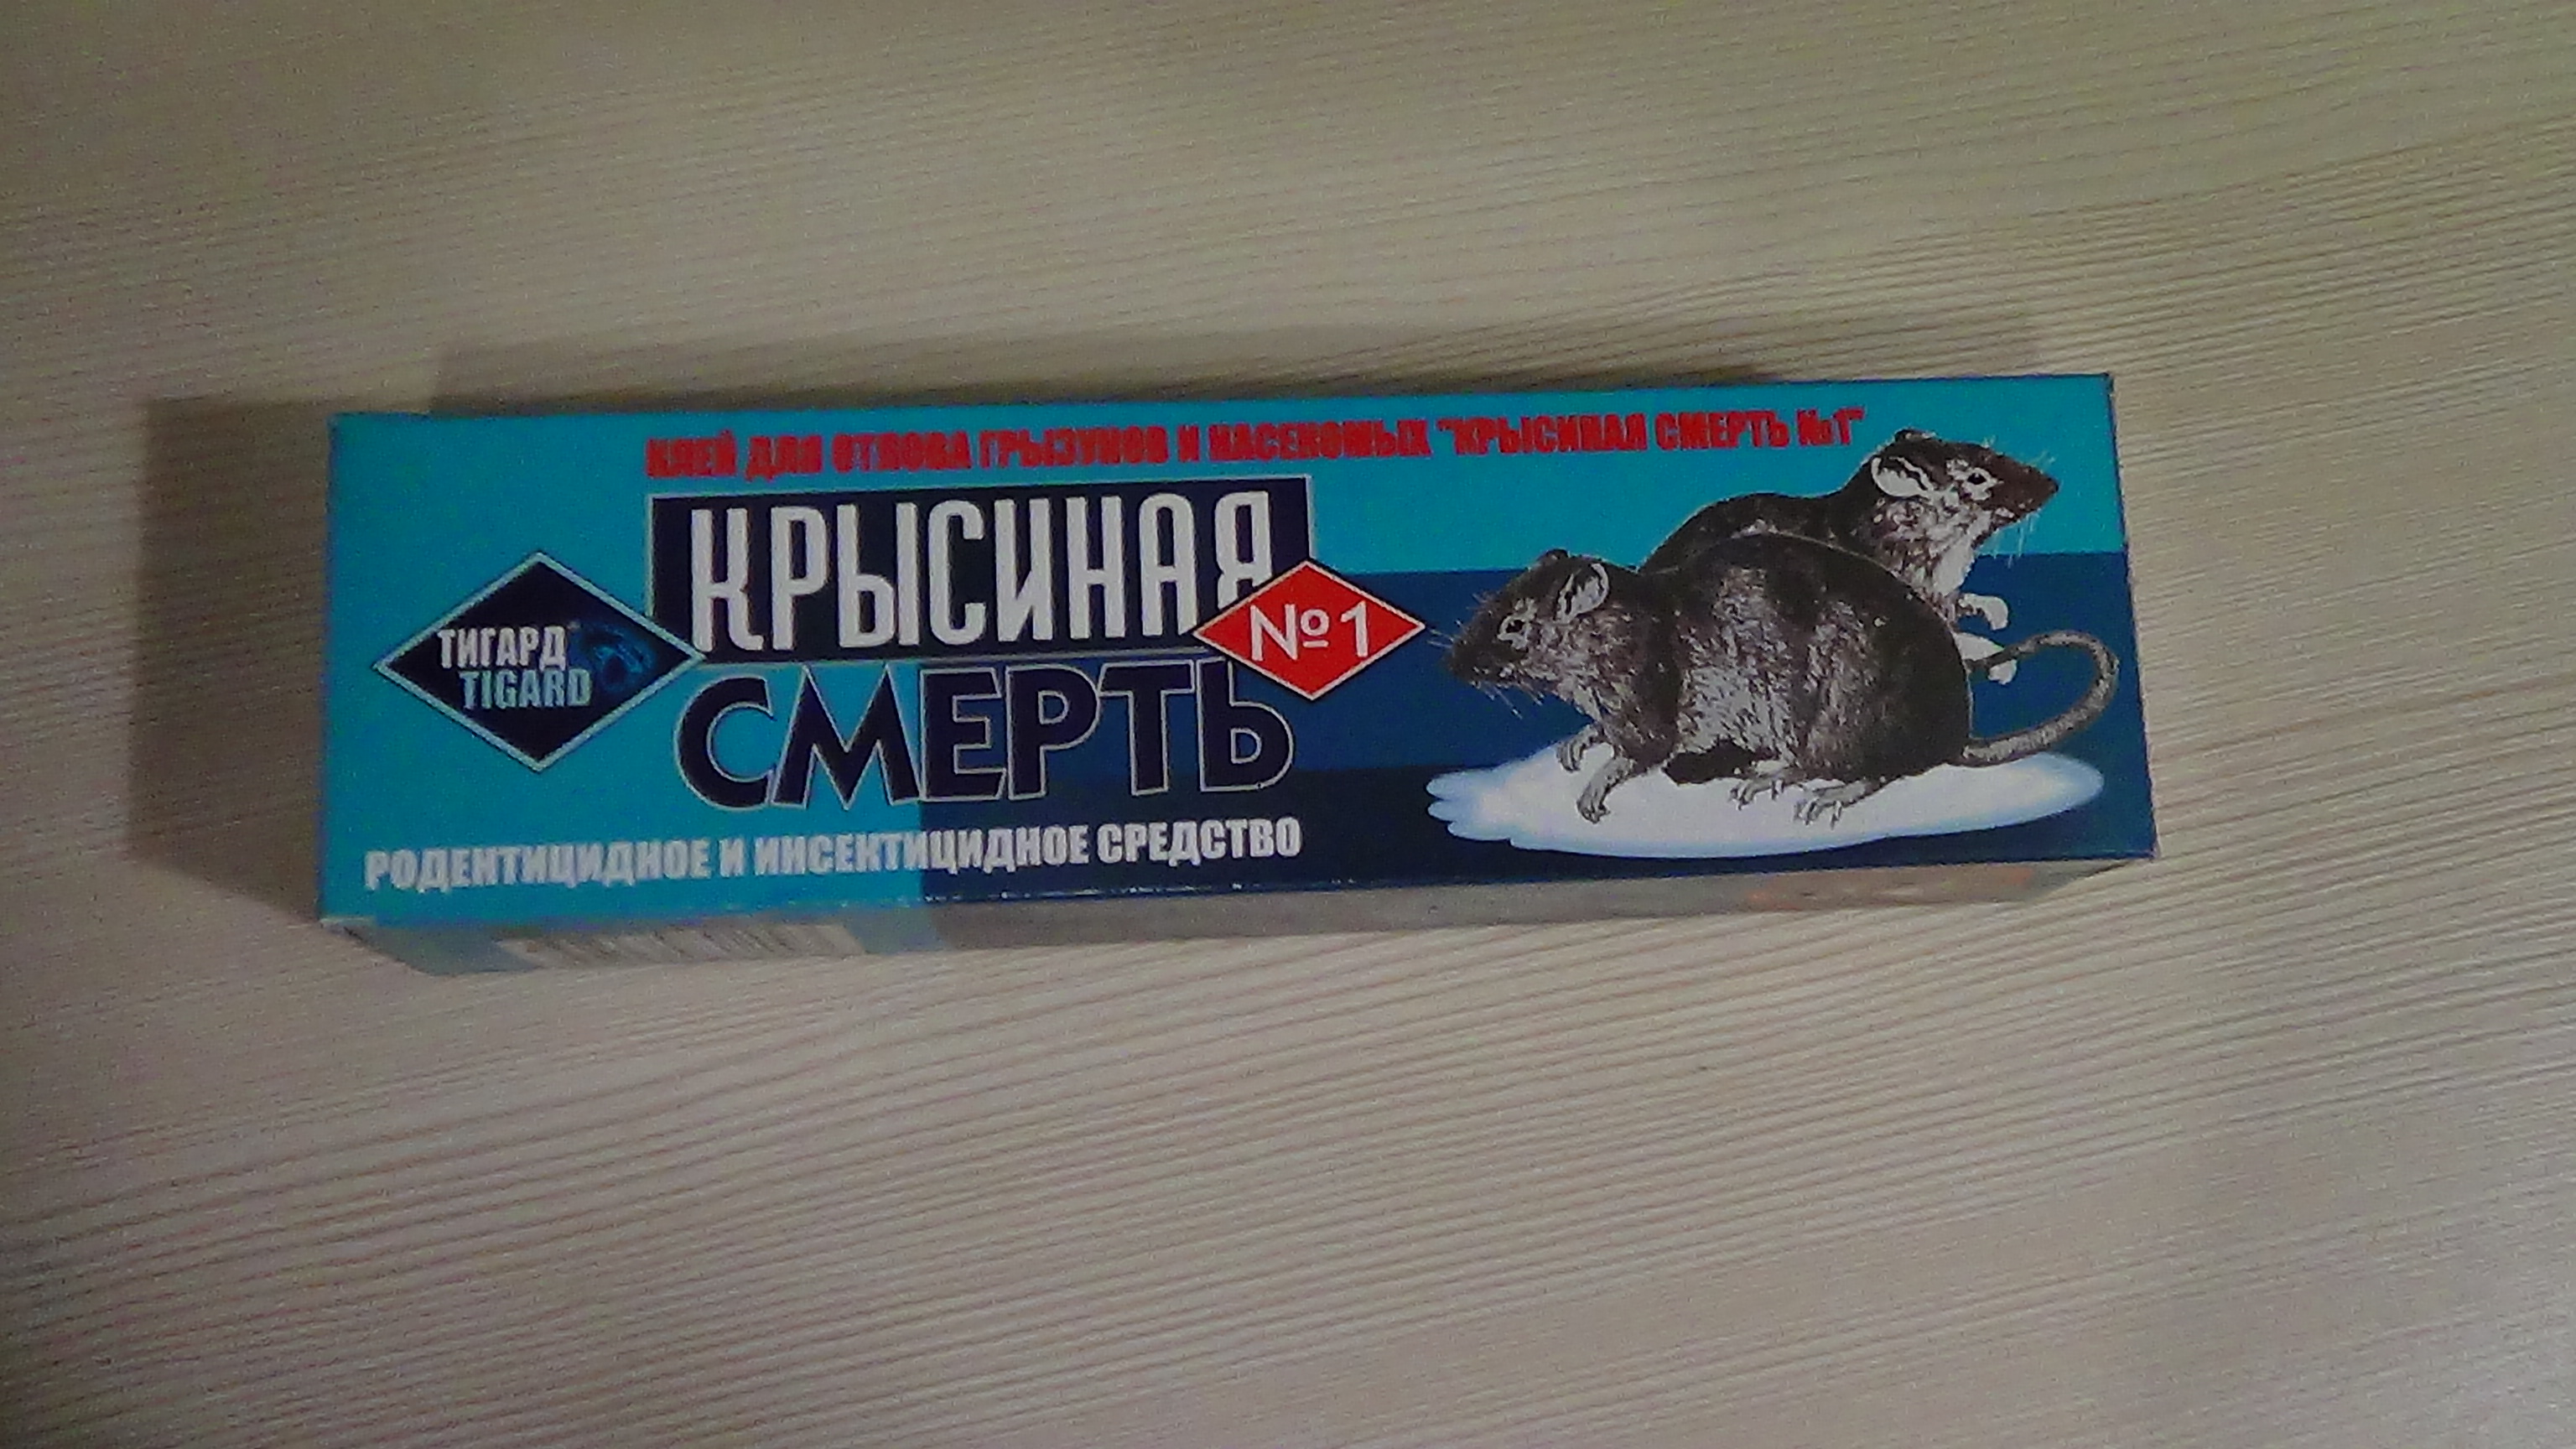 КЛЕЙ ДЛЯ ОТЛОВА ГРЫЗУНОВ И НАСЕКОМЫХ "КРЫСИНАЯ СМЕРТЬ №1"
КРЫСИНАЯ
СМЕРТЬ
№1
ТИГАРД
TIGARD
РОДЕНТИЦИДНОЕ И ИНСЕКТИЦИДНОЕ СРЕДСТВО